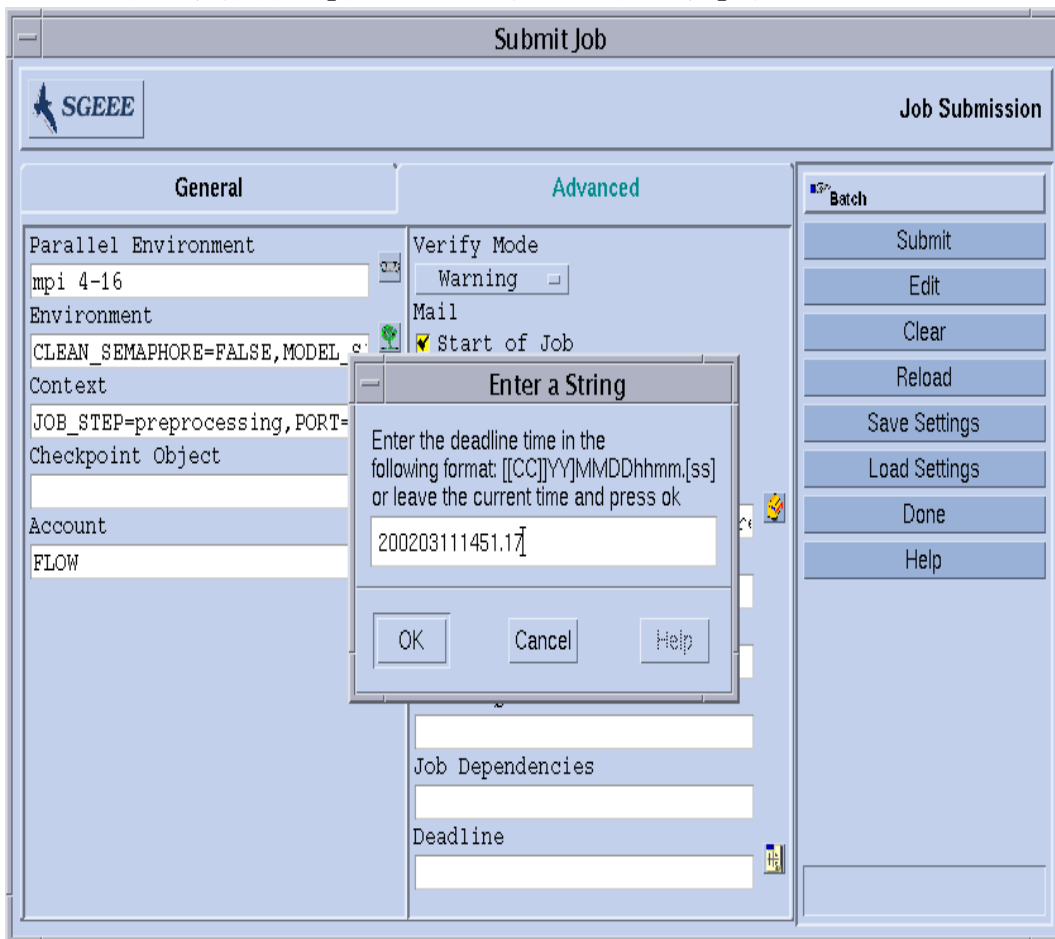 Submit Job
SGEEE
Job Submission
General
Advanced
Batch
Submit
Edit
Clear
Reload
Save Settings
Load Settings
Done
Help
Parallel Environment
mpi 4-16
Environment
CLEAN_SEMAPHORE=FALSE,MODEL_S
Context
JOB_STEP=preprocessing,PORT=
Checkpoint Object
Account
FLOW
Verify Mode
Warning
Mail
Start of Job
Enter a String
Enter the deadline time in the
following format: [[CC]]YY]MMDDhhmm.[ss]
or leave the current time and press ok
200203111451.17
OK
Cancel
Help
Job Dependencies
Deadline